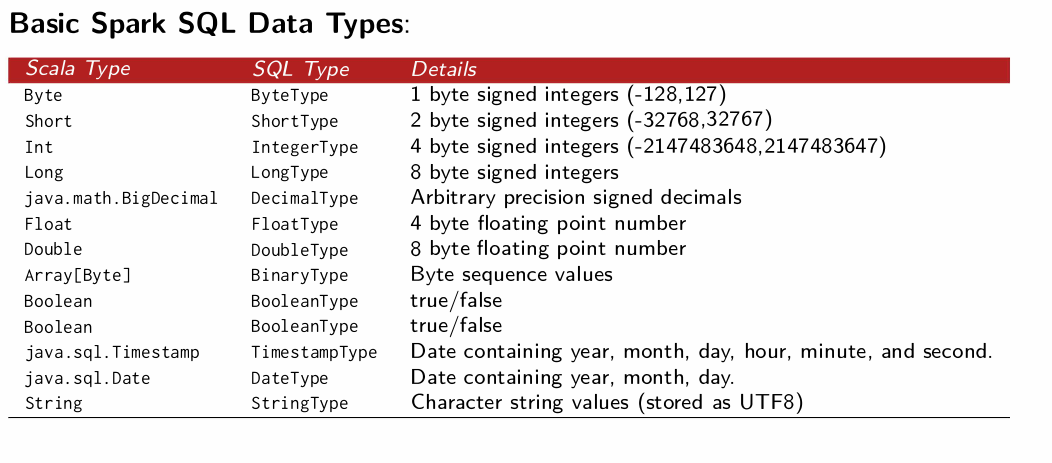 Basic Spark SQL Data Types:
Scala Type SQL Type Details
Byte ByteType 1 byte signed integers (-128,127)
Short ShortType 2 byte signed integers (-32768,32767)
Int IntegerType 4 byte signed integers (-2147483648,2147483647)
Long LongType 8 byte signed integers
java.math.BigDecimal DecimalType Arbitrary precision signed decimals
Float FloatType 4 byte floating point number
Double DoubleType 8 byte floating point number
Array[Byte] BinaryType Byte sequence values
Boolean BooleanType true/false
Boolean BooleanType true/false
java.sql.Timestamp TimestampType Date containing year, month, day, hour, minute, and second.
java.sql.Date DateType Date containing year, month, day.
String StringType Character string values (stored as UTF8)